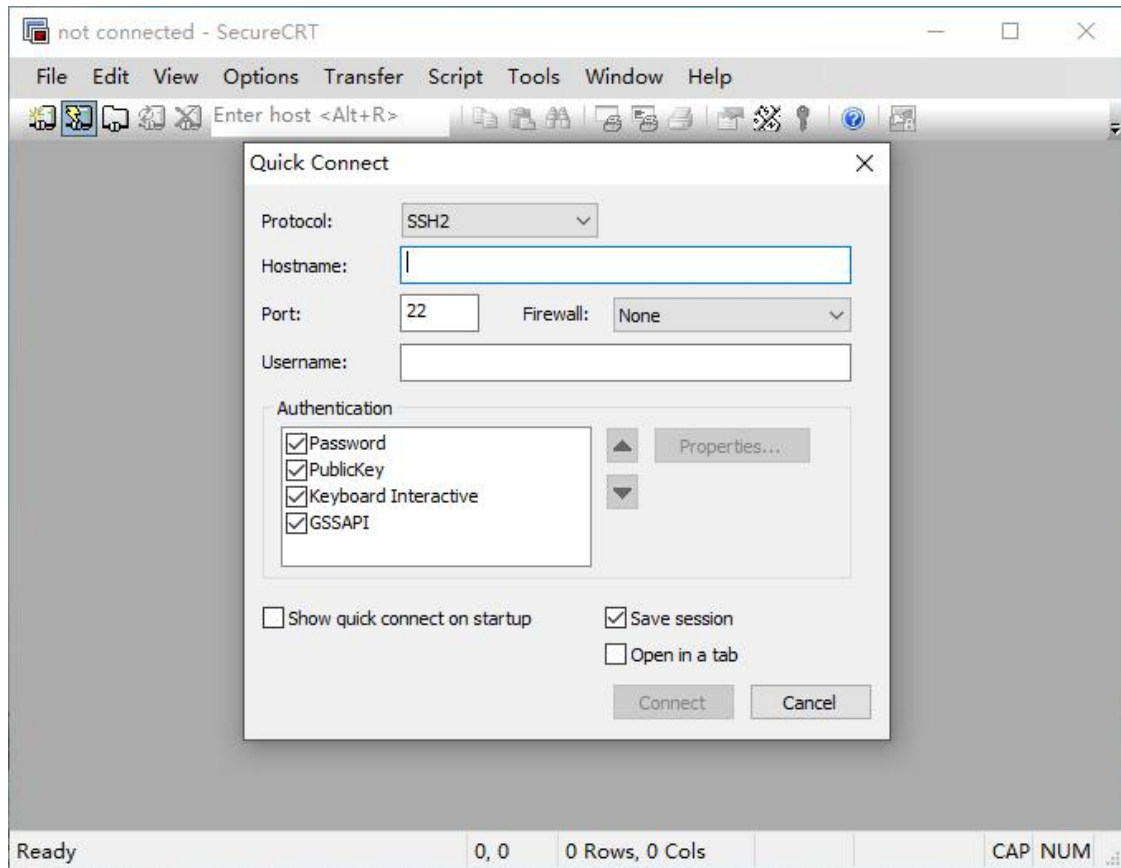 not connected - SecureCRT
File Edit View Options Transfer Script Tools Window Help
Enter host <Alt+R>
Quick Connect
Protocol: SSH2
Hostname:
Port: 22 Firewall: None
Username:
Authentication
Password
PublicKey
Properties...
Keyboard Interactive
GSSAPI
Show quick connect on startup
Save session
Open in a tab
Connect Cancel
Ready 0, 0 0 Rows, 0 Cols CAP NUM